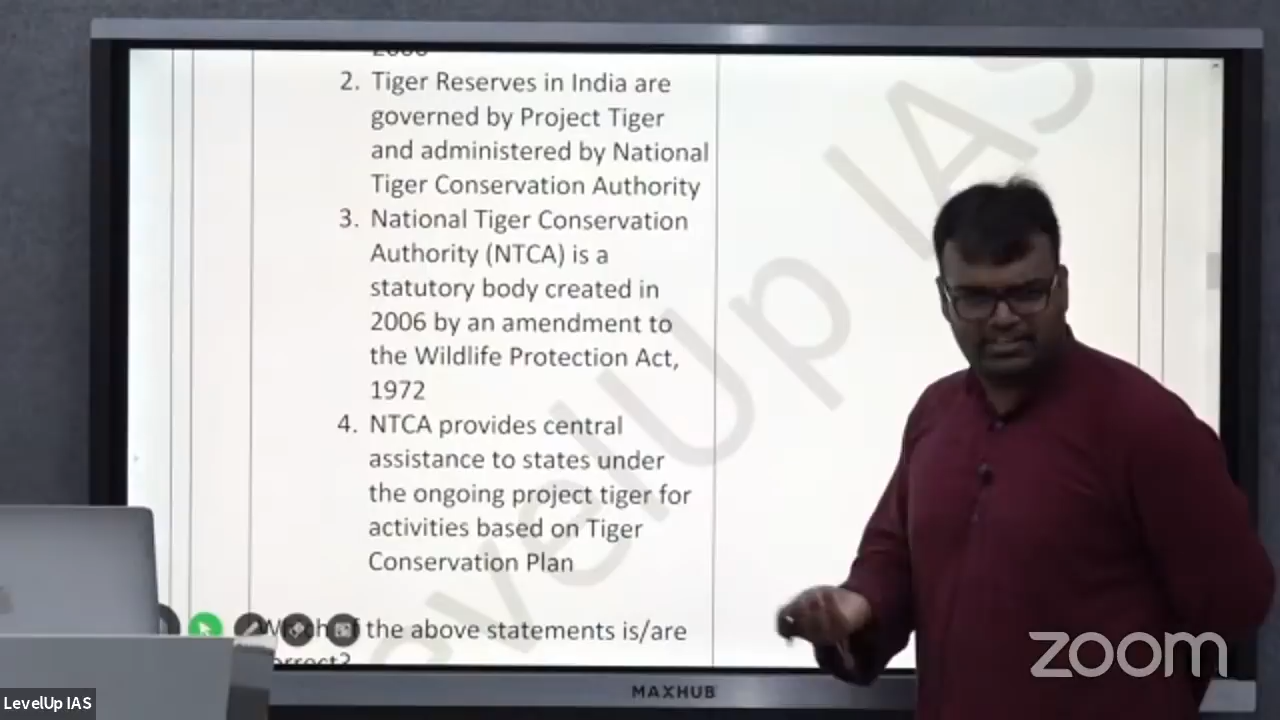 2. Tiger Reserves in India are
governed by Project Tiger
and administered by National
Tiger Conservation Authority
3. National Tiger Conservation
Authority (NTCA) is a
statutory body created in
2006 by an amendment to
the Wildlife Protection Act,
1972
4. NTCA provides central
assistance to states under
the ongoing project tiger for
activities based on Tiger
Conservation Plan
the above statements is/are
LevelUp IAS
MAXHUB
zoom
LevelUp IAS